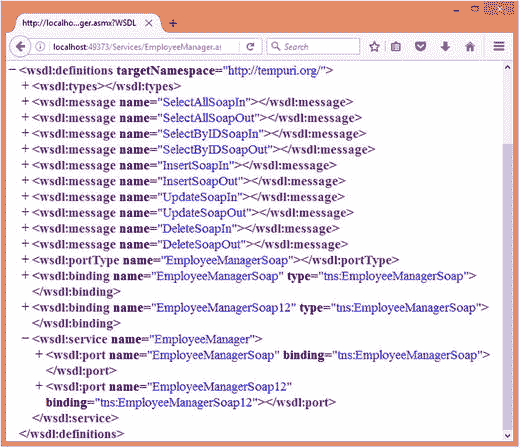 http://localho...ger.asmx?WSDL
localhost:49373/Services/EmployeeManager.a
Search
−<wsdl:definitions targetNamespace="http://tempuri.org/">
+<wsdl:types></wsdl:types>
+<wsdl:message name="SelectAllSoapIn"></wsdl:message>
+<wsdl:message name="SelectAllSoapOut"></wsdl:message>
+<wsdl:message name="SelectByIDSoapIn"></wsdl:message>
+<wsdl:message name="SelectByIDSoapOut"></wsdl:message>
+<wsdl:message name="InsertSoapIn"></wsdl:message>
+<wsdl:message name="InsertSoapOut"></wsdl:message>
+<wsdl:message name="UpdateSoapIn"></wsdl:message>
+<wsdl:message name="UpdateSoapOut"></wsdl:message>
+<wsdl:message name="DeleteSoapIn"></wsdl:message>
+<wsdl:message name="DeleteSoapOut"></wsdl:message>
+<wsdl:portType name="EmployeeManagerSoap"></wsdl:portType>
+<wsdl:binding name="EmployeeManagerSoap" type="tns:EmployeeManagerSoap">
</wsdl:binding>
+<wsdl:binding name="EmployeeManagerSoap12" type="tns:EmployeeManagerSoap">
</wsdl:binding>
−<wsdl:service name="EmployeeManager">
+<wsdl:port name="EmployeeManagerSoap" binding="tns:EmployeeManagerSoap">
</wsdl:port>
+<wsdl:port name="EmployeeManagerSoap12"
binding="tns:EmployeeManagerSoap12"></wsdl:port>
</wsdl:service>
</wsdl:definitions>